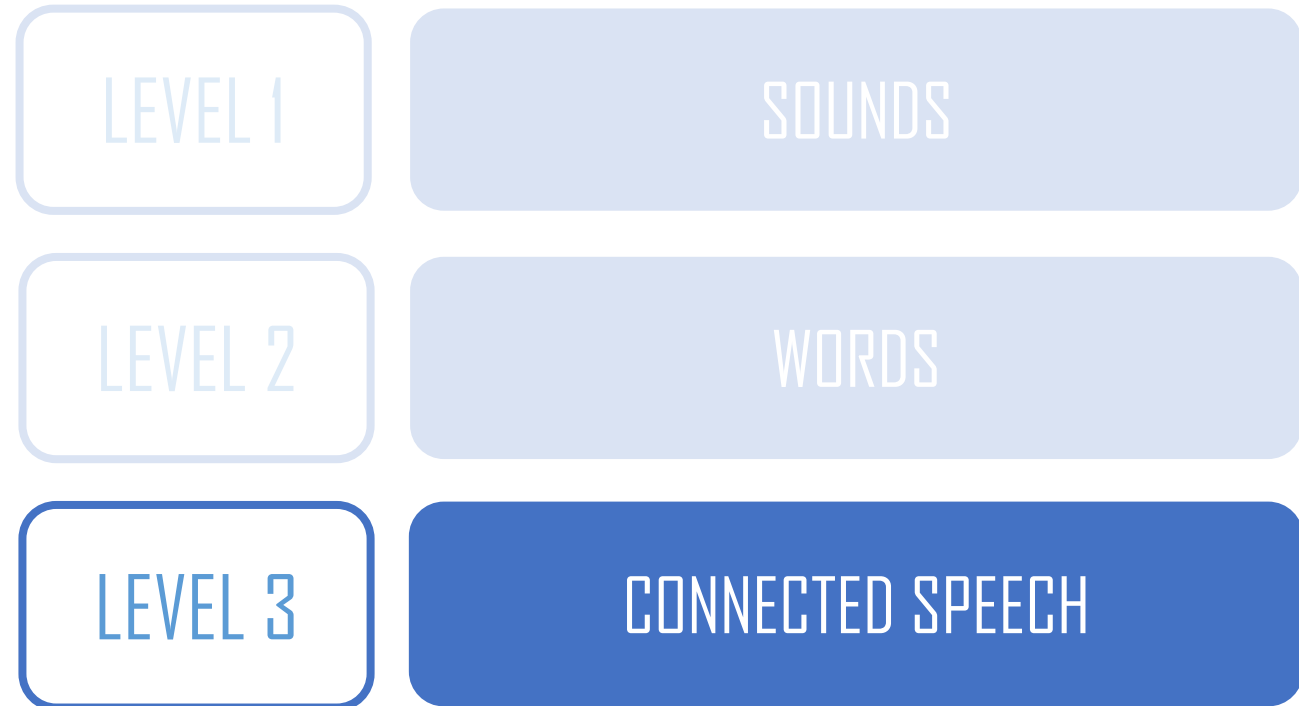 LEVEL 1
SOUNDS
LEVEL 2
WORDS
LEVEL 3
CONNECTED SPEECH